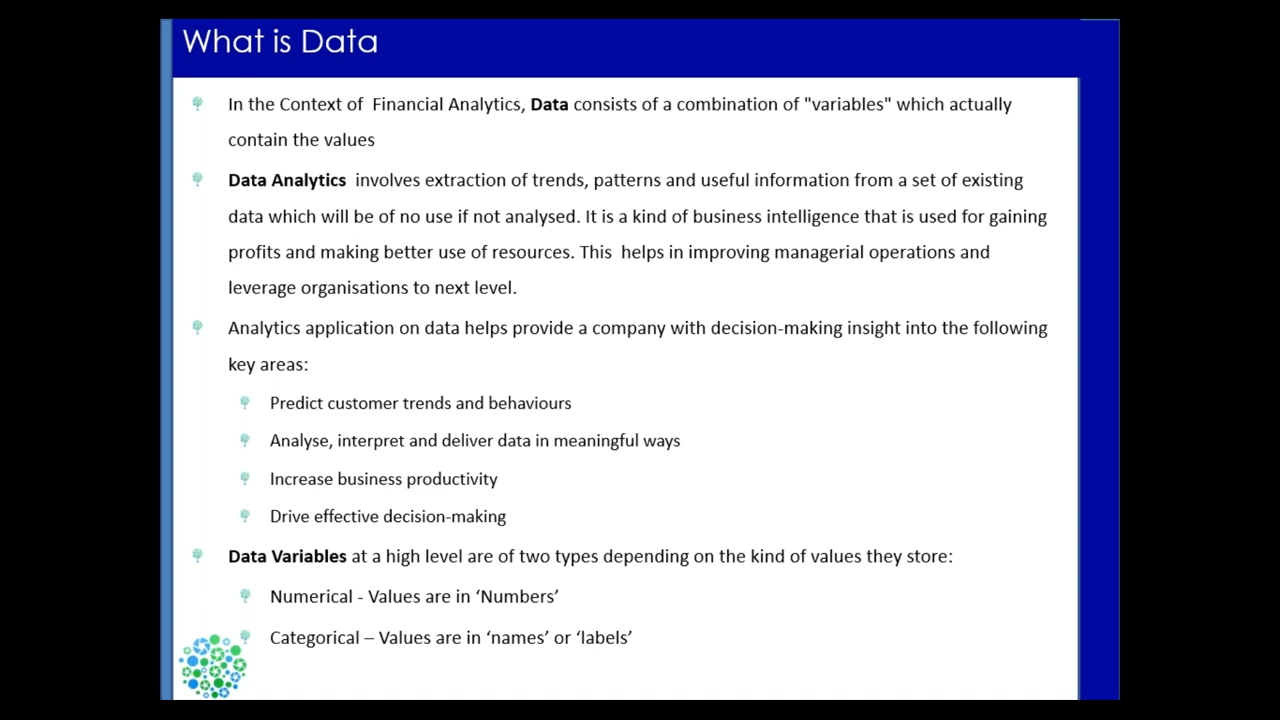 What is Data
In the Context of  Financial Analytics, Data consists of a combination of "variables" which actually
contain the values
Data Analytics  involves extraction of trends, patterns and useful information from a set of existing
data which will be of no use if not analysed. It is a kind of business intelligence that is used for gaining
profits and making better use of resources. This  helps in improving managerial operations and
leverage organisations to next level.
Analytics application on data helps provide a company with decision-making insight into the following
key areas:
Predict customer trends and behaviours
Analyse, interpret and deliver data in meaningful ways
Increase business productivity
Drive effective decision-making
Data Variables at a high level are of two types depending on the kind of values they store:
Numerical - Values are in ‘Numbers’
Categorical – Values are in ‘names’ or ‘labels’